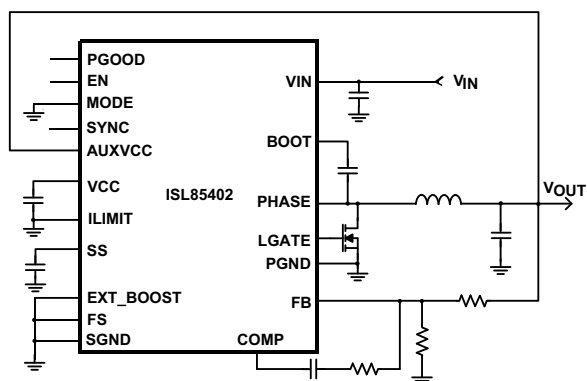 PGOOD
EN
MODE
SYNC
AUXVCC
VCC
ILIMIT
SS
EXT_BOOST
FS
SGND
ISL85402
VIN
BOOT
PHASE
LGATE
PGND
FB
COMP
VIN
VOUT